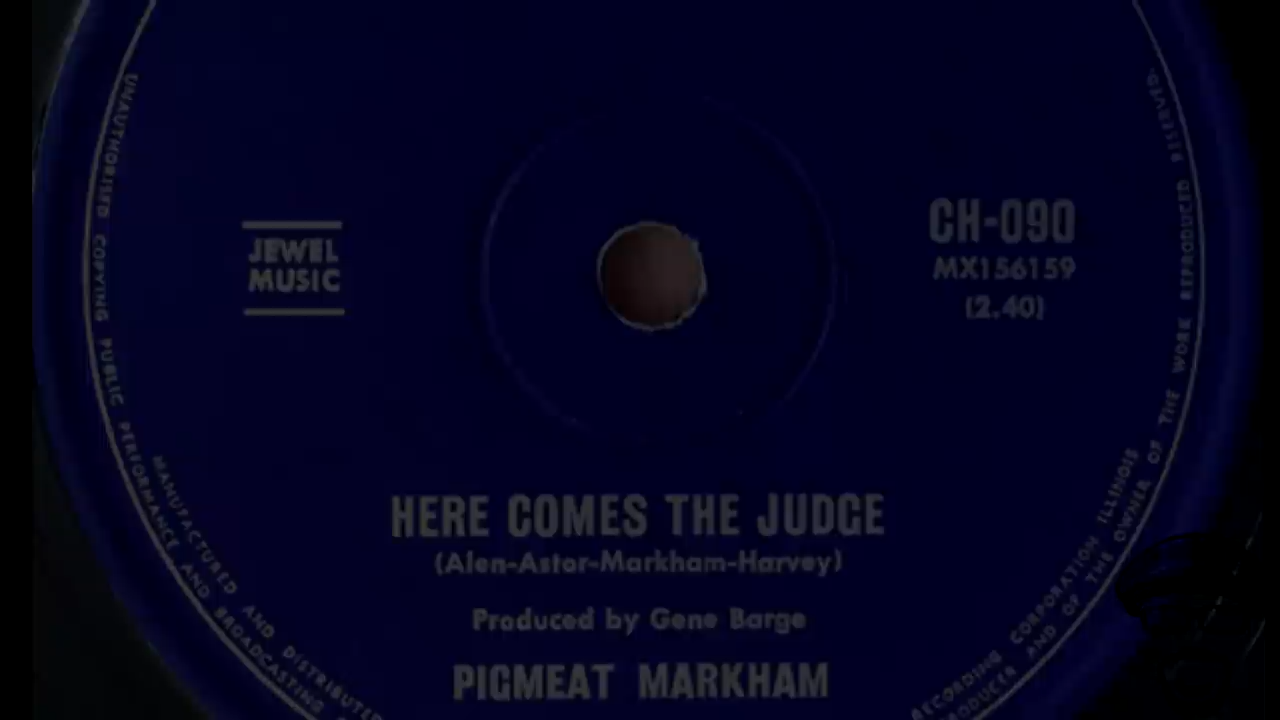 JEWEL
MUSIC
CH-090
MX156159
(2.40)
HERE COMES THE JUDGE
(Alen-Astor-Markham-Harvey)
Produced by Gene Barge
PIGMEAT MARKHAM
UNAUTHORISED COPYING PUBLIC PERFORMANCE AND BROADCASTING
PRODUCER AND OF THE OWNER OF THE WORK REPRODUCED RESERVED.
MANUFACTURED AND DISTRIBUTED
RECORDING CORPORATION ILLINOIS